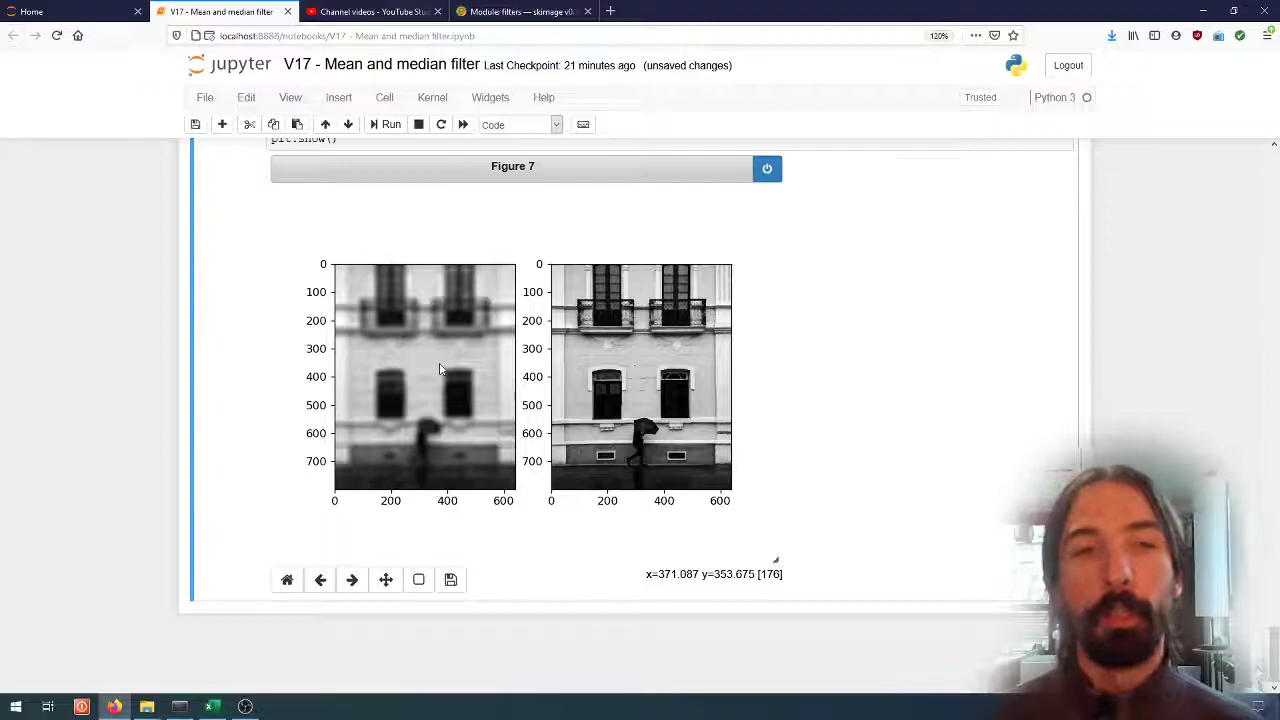 Home
V17 - Mean and median filter
Channel videos - YouTube Stu
Module: filters — skimage v0.
localhost:8888/notebooks/V17 - Mean and median filter.ipynb
120%
jupyter V17 - Mean and median filter Last Checkpoint: 21 minutes ago (unsaved changes)
Logout
File Edit View Insert Cell Kernel Widgets Help
Trusted
Python 3
Run
Code
plt.show()
Figure 7
0 0
100 100
200 200
300 300
400 400
500 500
600 600
700 700
0 200 400 600 0 200 400 600
x=371.087 y=353.675 [176]